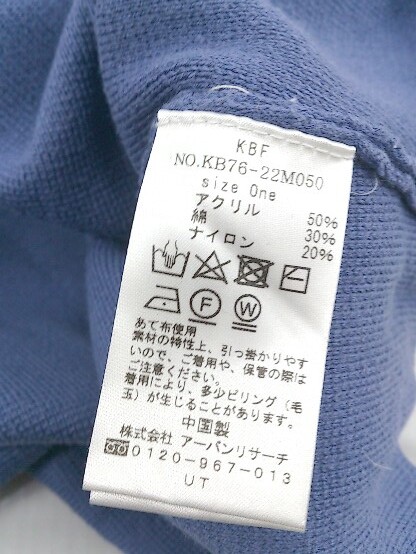 KBF
NO.KB76-22M050
size One
アクリル 50%
綿 30%
ナイロン 20%
F W
あて布使用
素材の特性上、引っ掛かりやす
いので、ご着用や、保管の際は
ご注意ください。
着用により、多少ピリング(毛
玉)が生じることがあります。
中国製
株式会社 アーバンリサーチ
0120-967-013
UT